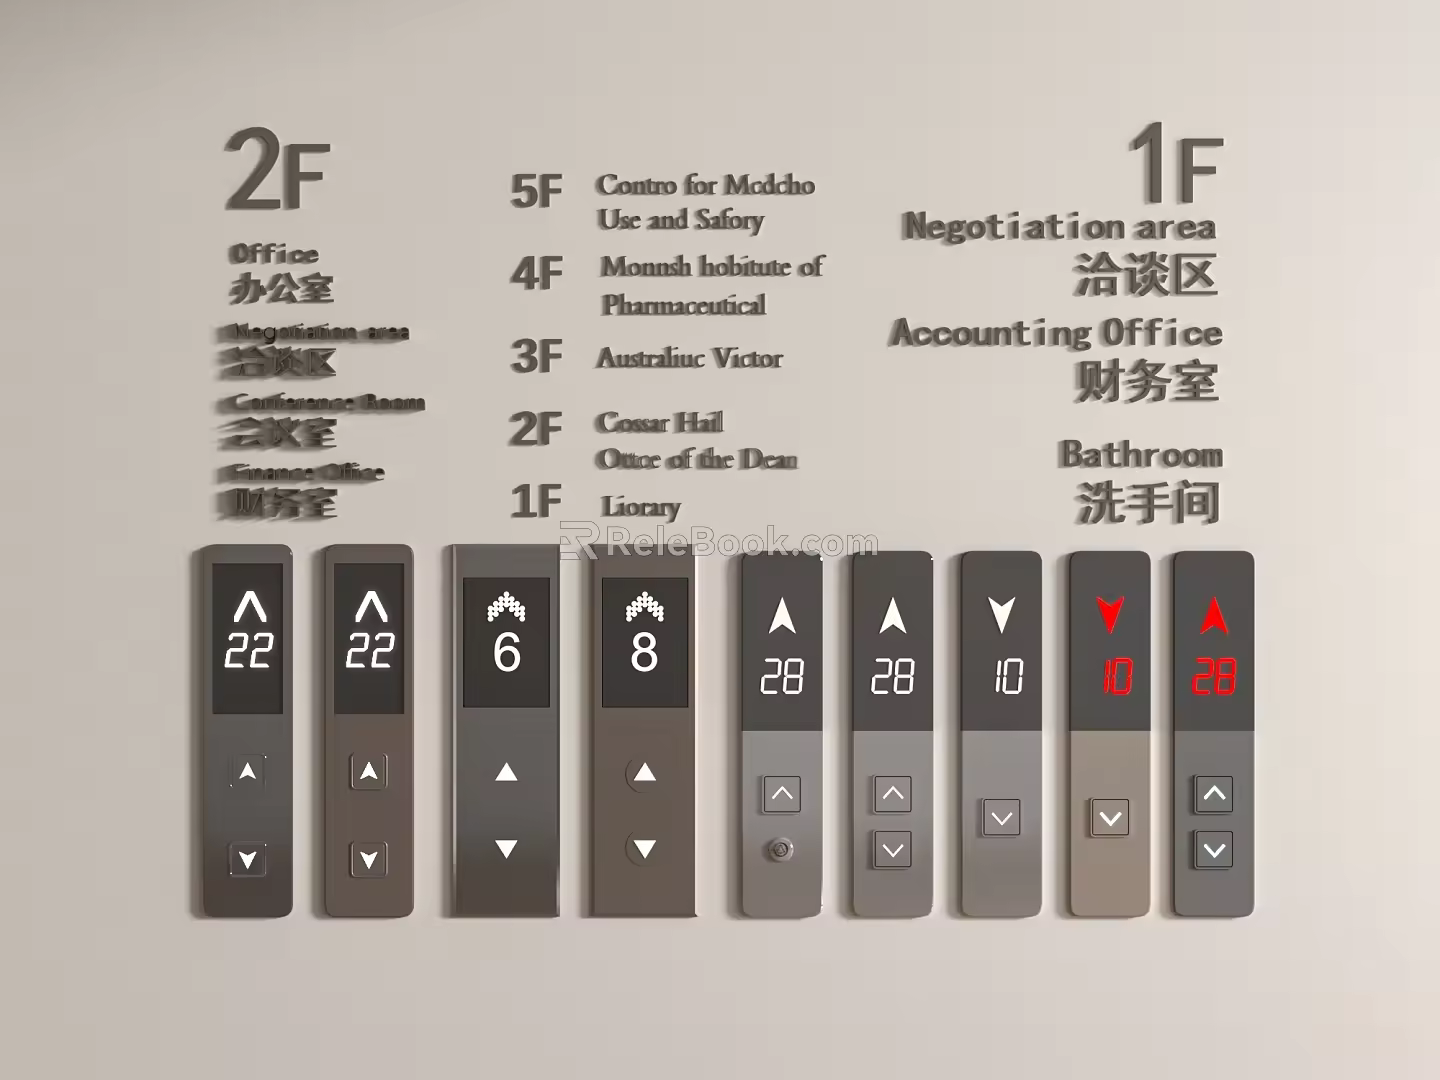 2F
Office
办公室
Negotiation area
洽谈区
Conference Room
会议室
Finance Office
财务室
5F Contro for Mcdcho
Use and Safory
4F Monnsh hobitute of
Pharmaceutical
3F Australiuc Victor
2F Cossar Hail
Ottce of the Dean
1F Liorary
1F
Negotiation area
洽谈区
Accounting Office
财务室
Bathroom
洗手间
ReleBook.com
22
22
6
8
28
28
10
10
28